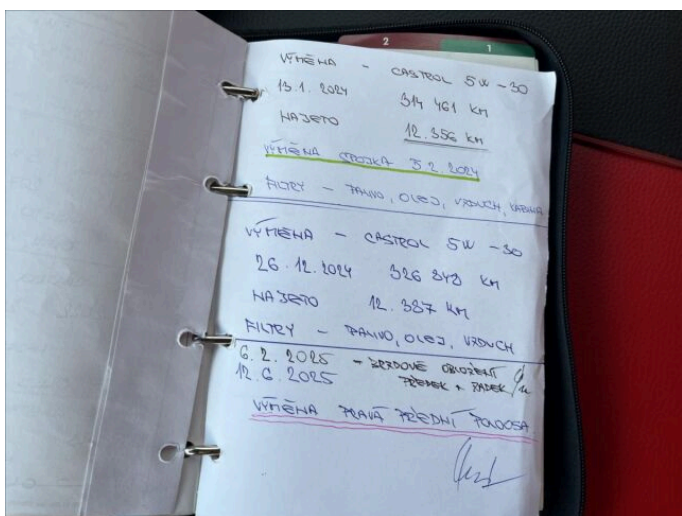 2
1
VÝMĚNA - CASTROL 5W-30
13.1. 2024 314 461 KM
NAJETO 12.356 KM
VÝMĚNA SPOJKA 5.2.2024
FILTRY - PALIVO, OLEJ, VZDUCH, KABINA
VÝMĚNA - CASTROL 5W-30
26.12.2024 326 848 KM
NAJETO 12.387 KM
FILTRY - PALIVO, OLEJ, VZDUCH
6.2.2025 - BRZDOVÉ OBLOŽENÍ
12.6.2025 PŘEDEK +
VÝMĚNA PRAVÁ PŘEDNÍ POLOOSA